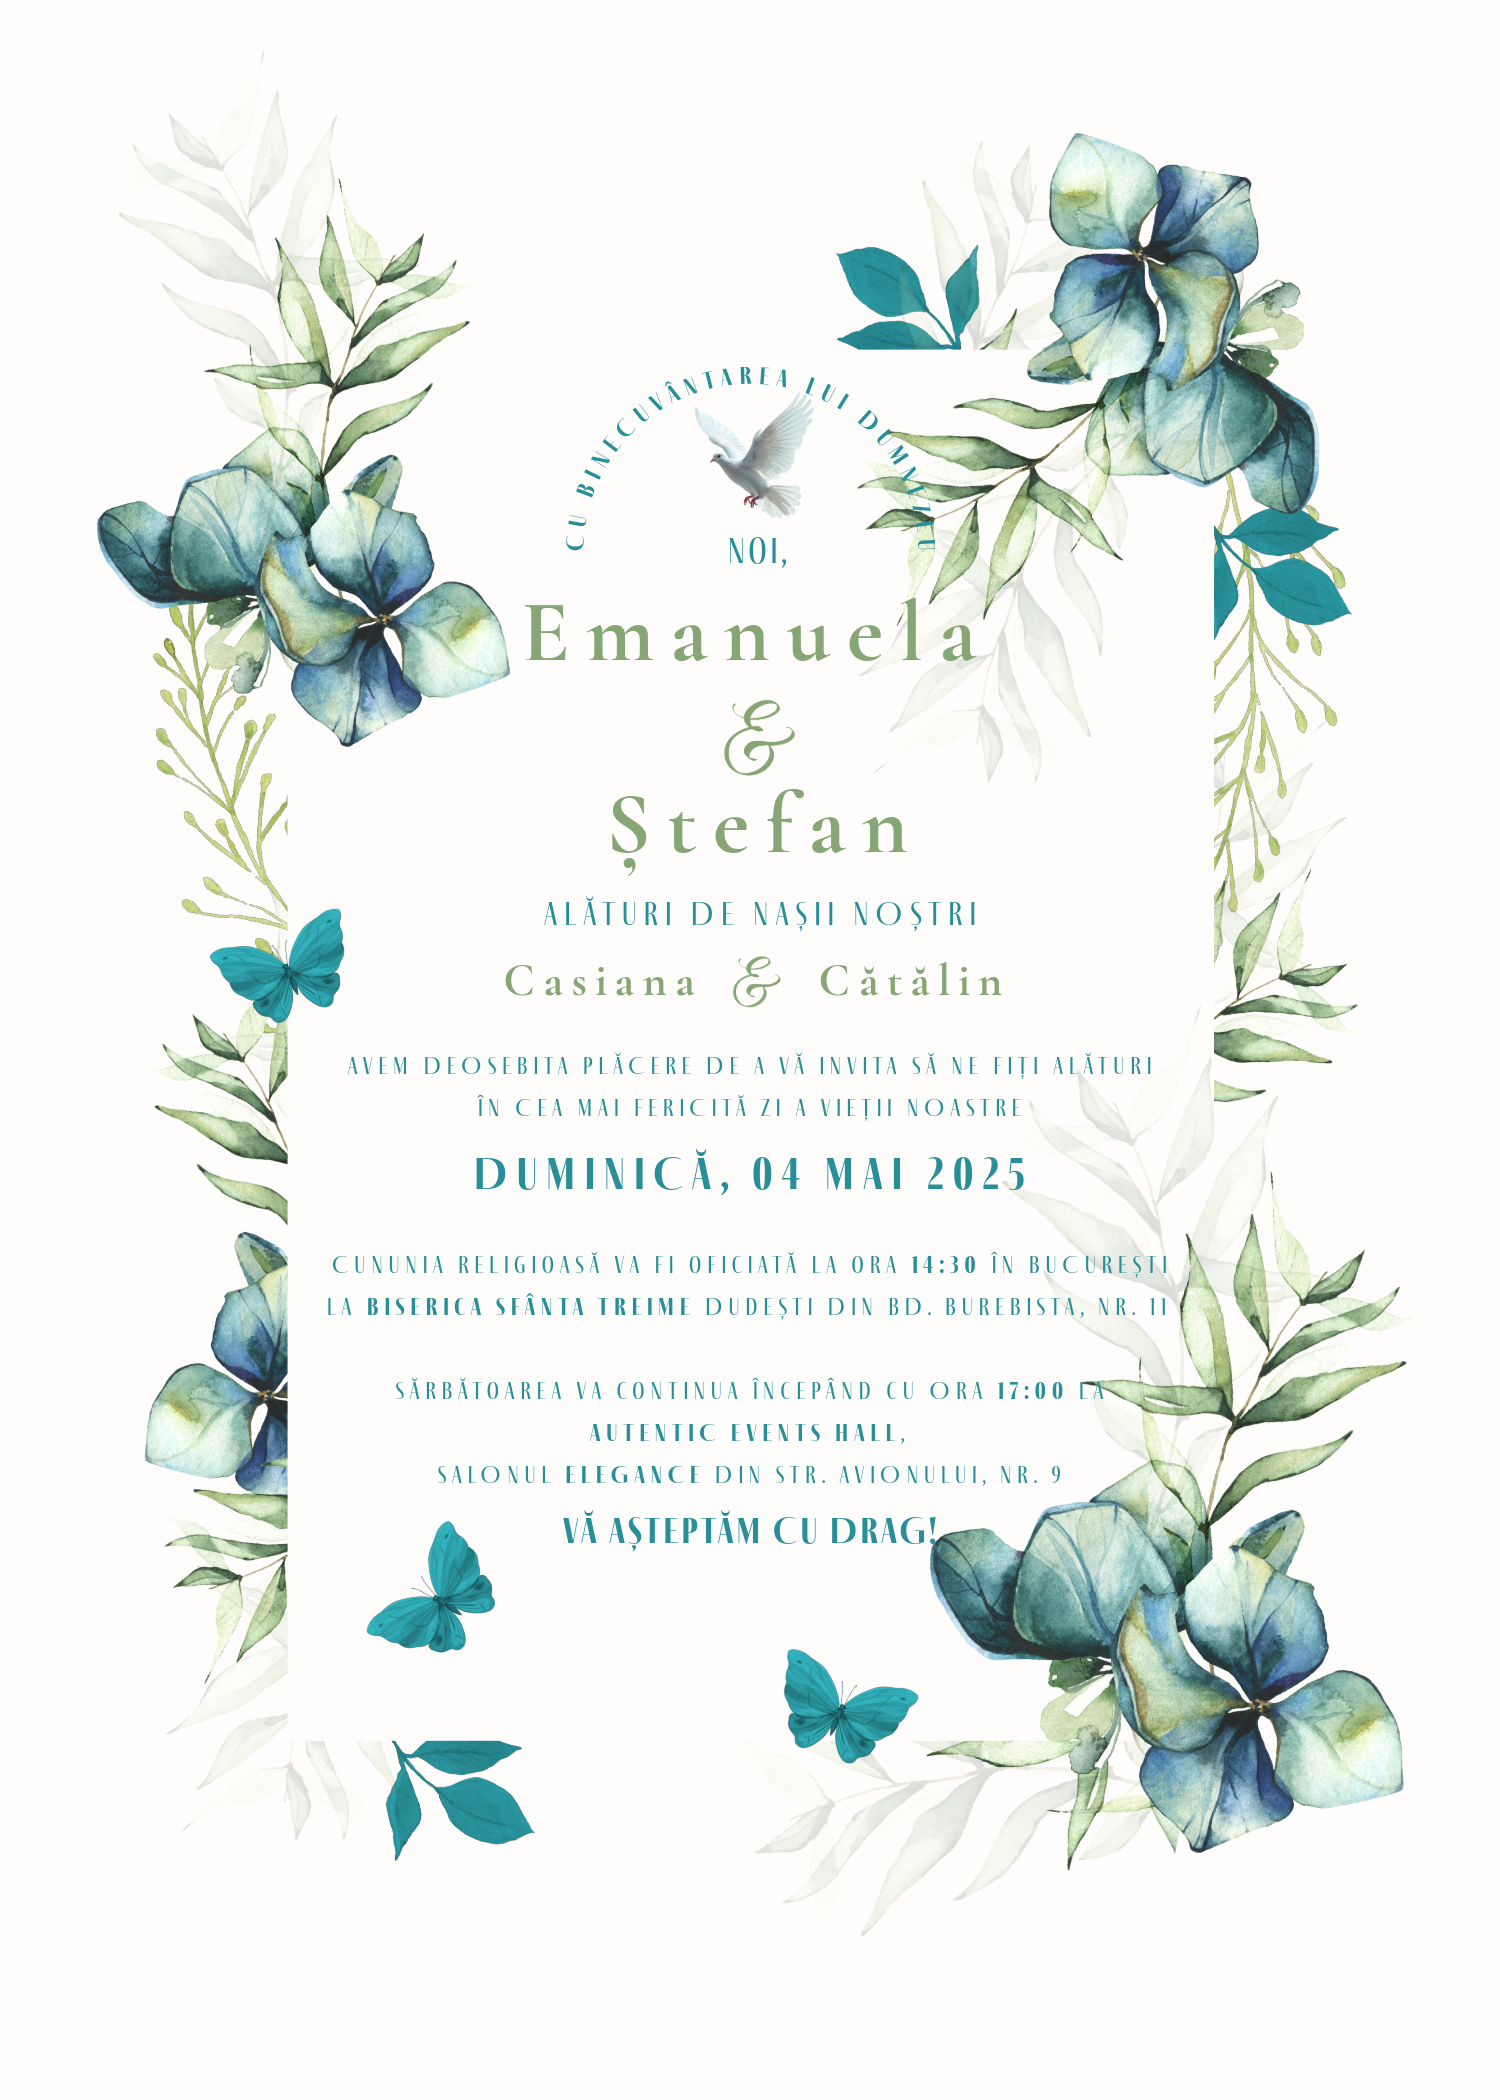 CU BINECUVÂNTAREA LUI DUMNEZEU
NOI,
Emanuela
&
Ștefan
ALĂTURI DE NAȘII NOȘTRI
Casiana & Cătălin
AVEM DEOSEBITA PLĂCERE DE A VĂ INVITA SĂ NE FIȚI ALĂTURI
ÎN CEA MAI FERICITĂ ZI A VIEȚII NOASTRE
DUMINICĂ, 04 MAI 2025
CUNUNIA RELIGIOASĂ VA FI OFICIATĂ LA ORA 14:30 ÎN BUCUREȘTI
LA BISERICA SFÂNTA TREIME DUDEȘTI DIN BD. BUREBISTA, NR. 11
SĂRBĂTOAREA VA CONTINUA ÎNCEPÂND CU ORA 17:00 LA
AUTENTIC EVENTS HALL,
SALONUL ELEGANCE DIN STR. AVIONULUI, NR. 9
VĂ AȘTEPTĂM CU DRAG!